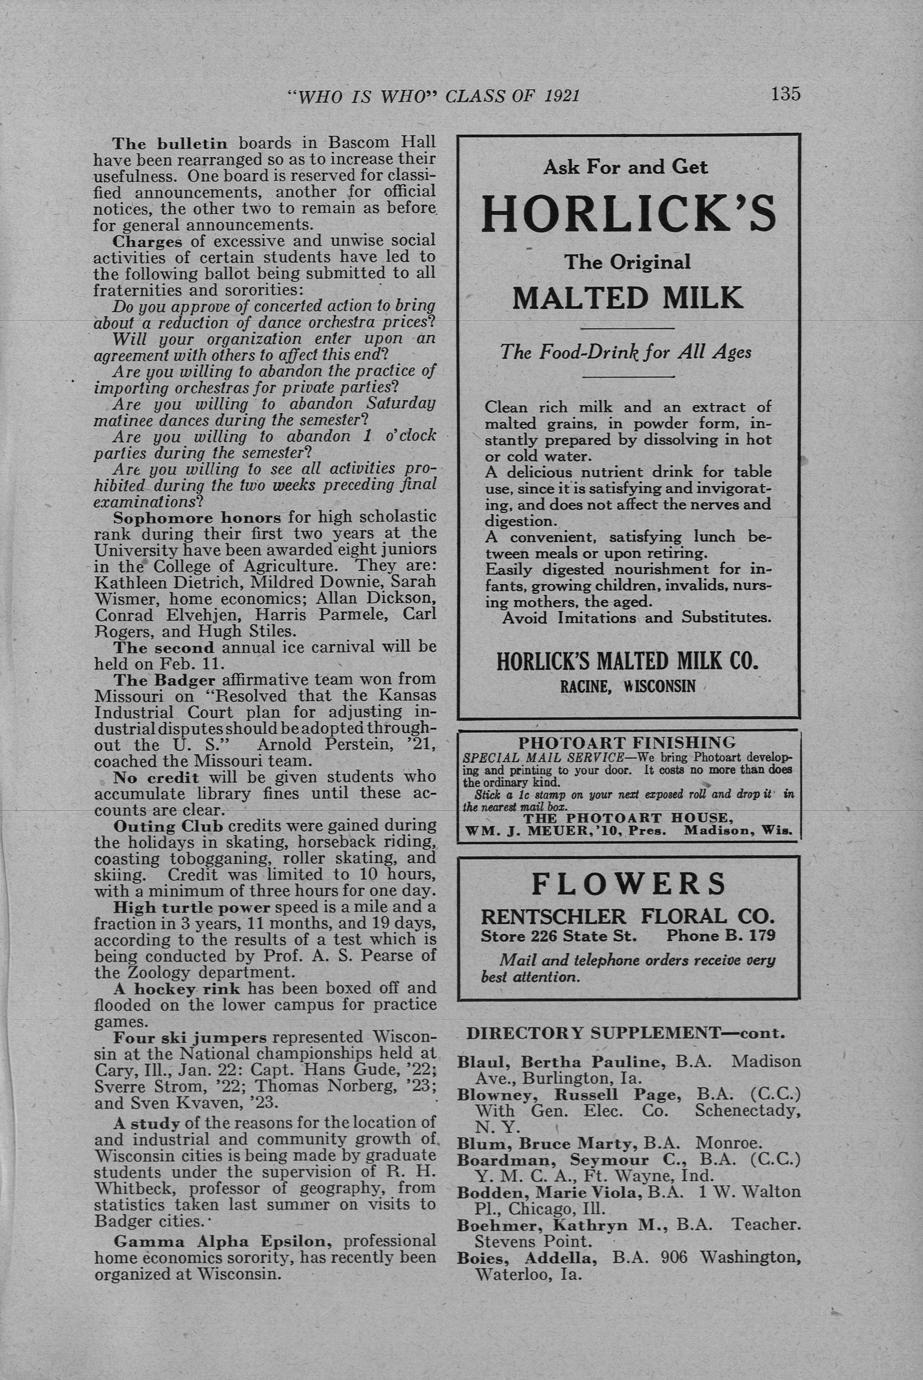 "WHO IS WHO" CLASS OF 1921
135
The bulletin boards in Bascom Hall
have been rearranged so as to increase their
usefulness. One board is reserved for classi-
fied announcements, another for official
notices, the other two to remain as before
for general announcements.
Charges of excessive and unwise social
activities of certain students have led to
the following ballot being submitted to all
fraternities and sororities:
Do you approve of concerted action to bring
about a reduction of dance orchestra prices?
Will your organization enter upon an
agreement with others to affect this end?
Are you willing to abandon the practice of
importing orchestras for private parties?
Are you willing to abandon Saturday
matinee dances during the semester?
Are you willing to abandon 1 o'clock
parties during the semester?
Are you willing to see all activities pro-
hibited during the two weeks preceding final
examinations?
Sophomore honors for high scholastic
rank during their first two years at the
University have been awarded eight juniors
in the College of Agriculture. They are:
Kathleen Dietrich, Mildred Downie, Sarah
Wismer, home economics; Allan Dickson,
Conrad Elvehjen, Harris Parmele, Carl
Rogers, and Hugh Stiles.
The second annual ice carnival will be
held on Feb. 11.
The Badger affirmative team won from
Missouri on "Resolved that the Kansas
Industrial Court plan for adjusting in-
dustrial disputes should be adopted through-
out the U. S." Arnold Perstein, '21,
coached the Missouri team.
No credit will be given students who
accumulate library fines until these ac-
counts are clear.
Outing Club credits were gained during
the holidays in skating, horseback riding,
coasting tobogganing, roller skating, and
skiing. Credit was limited to 10 hours,
with a minimum of three hours for one day.
High turtle power speed is a mile and a
fraction in 3 years, 11 months, and 19 days,
according to the results of a test which is
being conducted by Prof. A. S. Pearse of
the Zoology department.
A hockey rink has been boxed off and
flooded on the lower campus for practice
games.
Four ski jumpers represented Wiscon-
sin at the National championships held at
Cary, Ill., Jan. 22: Capt. Hans Gude, '22;
Sverre Strom, '22; Thomas Norberg, '23;
and Sven Kvaven, '23.
A study of the reasons for the location of
and industrial and community growth of
Wisconsin cities is being made by graduate
students under the supervision of R. H.
Whitbeck, professor of geography, from
statistics taken last summer on visits to
Badger cities.
Gamma Alpha Epsilon, professional
home economics sorority, has recently been
organized at Wisconsin.
Ask For and Get
HORLICK'S
The Original
MALTED MILK
The Food-Drink for All Ages
Clean rich milk and an extract of
malted grains, in powder form, in-
stantly prepared by dissolving in hot
or cold water.
A delicious nutrient drink for table
use, since it is satisfying and invigorat-
ing, and does not affect the nerves and
digestion.
A convenient, satisfying lunch be-
tween meals or upon retiring.
Easily digested nourishment for in-
fants, growing children, invalids, nurs-
ing mothers, the aged.
Avoid Imitations and Substitutes.
HORLICK'S MALTED MILK CO.
RACINE, WISCONSIN
PHOTOART FINISHING
SPECIAL MAIL SERVICE—We bring Photoart develop-
ing and printing to your door. It costs no more than does
the ordinary kind.
Stick a 1c stamp on your next exposed roll and drop it in
the nearest mail box.
THE PHOTOART HOUSE,
WM. J. MEUER, '10, Pres. Madison, Wis.
FLOWERS
RENTSCHLER FLORAL CO.
Store 226 State St. Phone B. 179
Mail and telephone orders receive very
best attention.
DIRECTORY SUPPLEMENT—cont.
Blaul, Bertha Pauline, B.A. Madison
Ave., Burlington, Ia.
Blowney, Russell Page, B.A. (C.C.)
With Gen. Elec. Co. Schenectady,
N. Y.
Blum, Bruce Marty, B.A. Monroe.
Boardman, Seymour C., B.A. (C.C.)
Y. M. C. A., Ft. Wayne, Ind.
Bodden, Marie Viola, B.A. 1 W. Walton
Pl., Chicago, Ill.
Boehmer, Kathryn M., B.A. Teacher.
Stevens Point.
Boies, Addella, B.A. 906 Washington,
Waterloo, Ia.